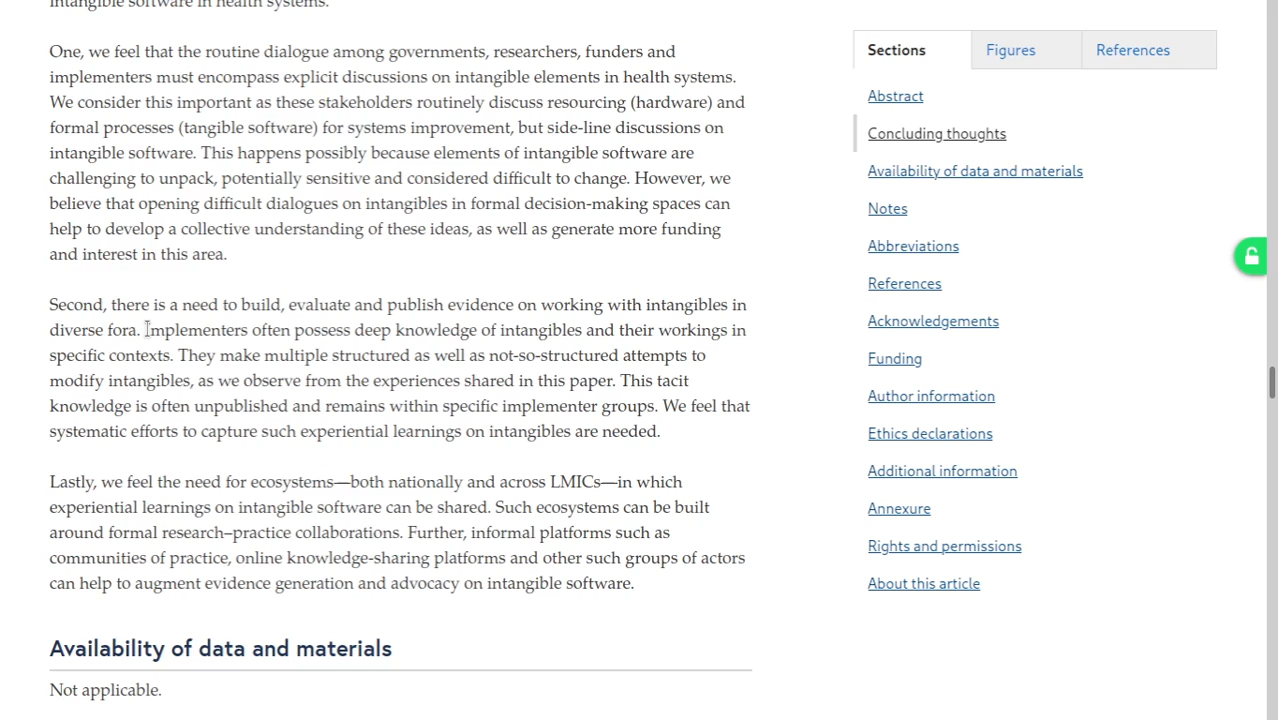 intangible software in health systems.
One, we feel that the routine dialogue among governments, researchers, funders and
implementers must encompass explicit discussions on intangible elements in health systems.
We consider this important as these stakeholders routinely discuss resourcing (hardware) and
formal processes (tangible software) for systems improvement, but side-line discussions on
intangible software. This happens possibly because elements of intangible software are
challenging to unpack, potentially sensitive and considered difficult to change. However, we
believe that opening difficult dialogues on intangibles in formal decision-making spaces can
help to develop a collective understanding of these ideas, as well as generate more funding
and interest in this area.
Second, there is a need to build, evaluate and publish evidence on working with intangibles in
diverse fora. Implementers often possess deep knowledge of intangibles and their workings in
specific contexts. They make multiple structured as well as not-so-structured attempts to
modify intangibles, as we observe from the experiences shared in this paper. This tacit
knowledge is often unpublished and remains within specific implementer groups. We feel that
systematic efforts to capture such experiential learnings on intangibles are needed.
Lastly, we feel the need for ecosystems—both nationally and across LMICs—in which
experiential learnings on intangible software can be shared. Such ecosystems can be built
around formal research–practice collaborations. Further, informal platforms such as
communities of practice, online knowledge-sharing platforms and other such groups of actors
can help to augment evidence generation and advocacy on intangible software.
Availability of data and materials
Not applicable.
Sections
Figures
References
Abstract
Concluding thoughts
Availability of data and materials
Notes
Abbreviations
References
Acknowledgements
Funding
Author information
Ethics declarations
Additional information
Annexure
Rights and permissions
About this article